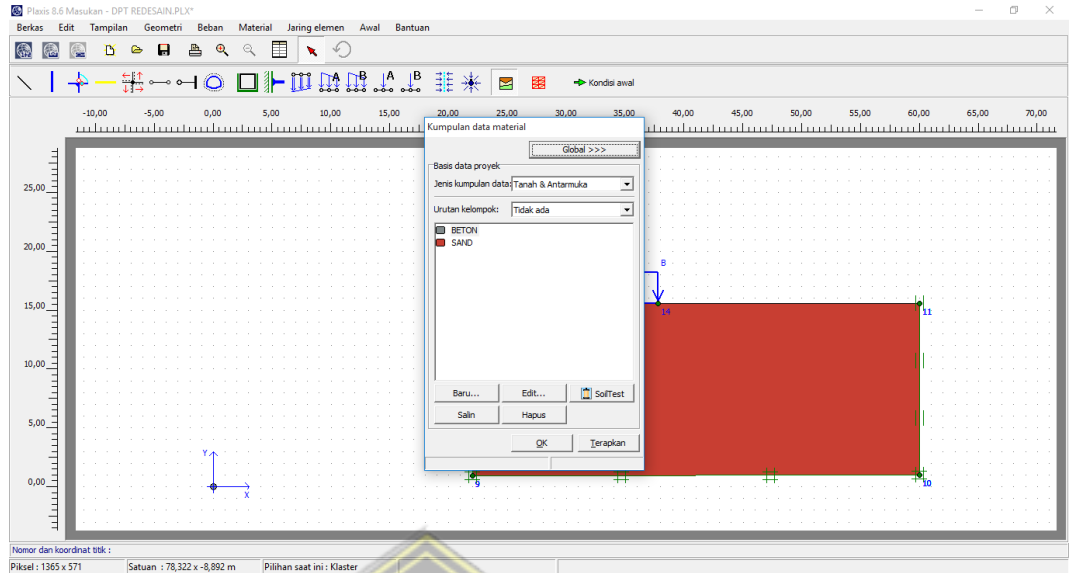 Plaxis 8.6 Masukan - DPT REDESAIN.PLX*
Berkas Edit Tampilan Geometri Beban Material Jaring elemen Awal Bantuan
A B A B Kondisi awal
-10,00 -5,00 0,00 5,00 10,00 15,00 20,00 25,00 30,00 35,00 40,00 45,00 50,00 55,00 60,00 65,00 70,00
Kumpulan data material
Global >>>
Basis data proyek
Jenis kumpulan data: Tanah & Antarmuka
Urutan kelompok: Tidak ada
BETON
SAND
Baru... Edit... SoilTest
Salin Hapus
OK Terapkan
25,00
20,00
15,00
10,00
5,00
0,00
B
14
11
9
10
Y
X
Nomor dan koordinat titik :
Piksel : 1365 x 571 Satuan : 78,322 x -8,892 m Pilihan saat ini : Klaster